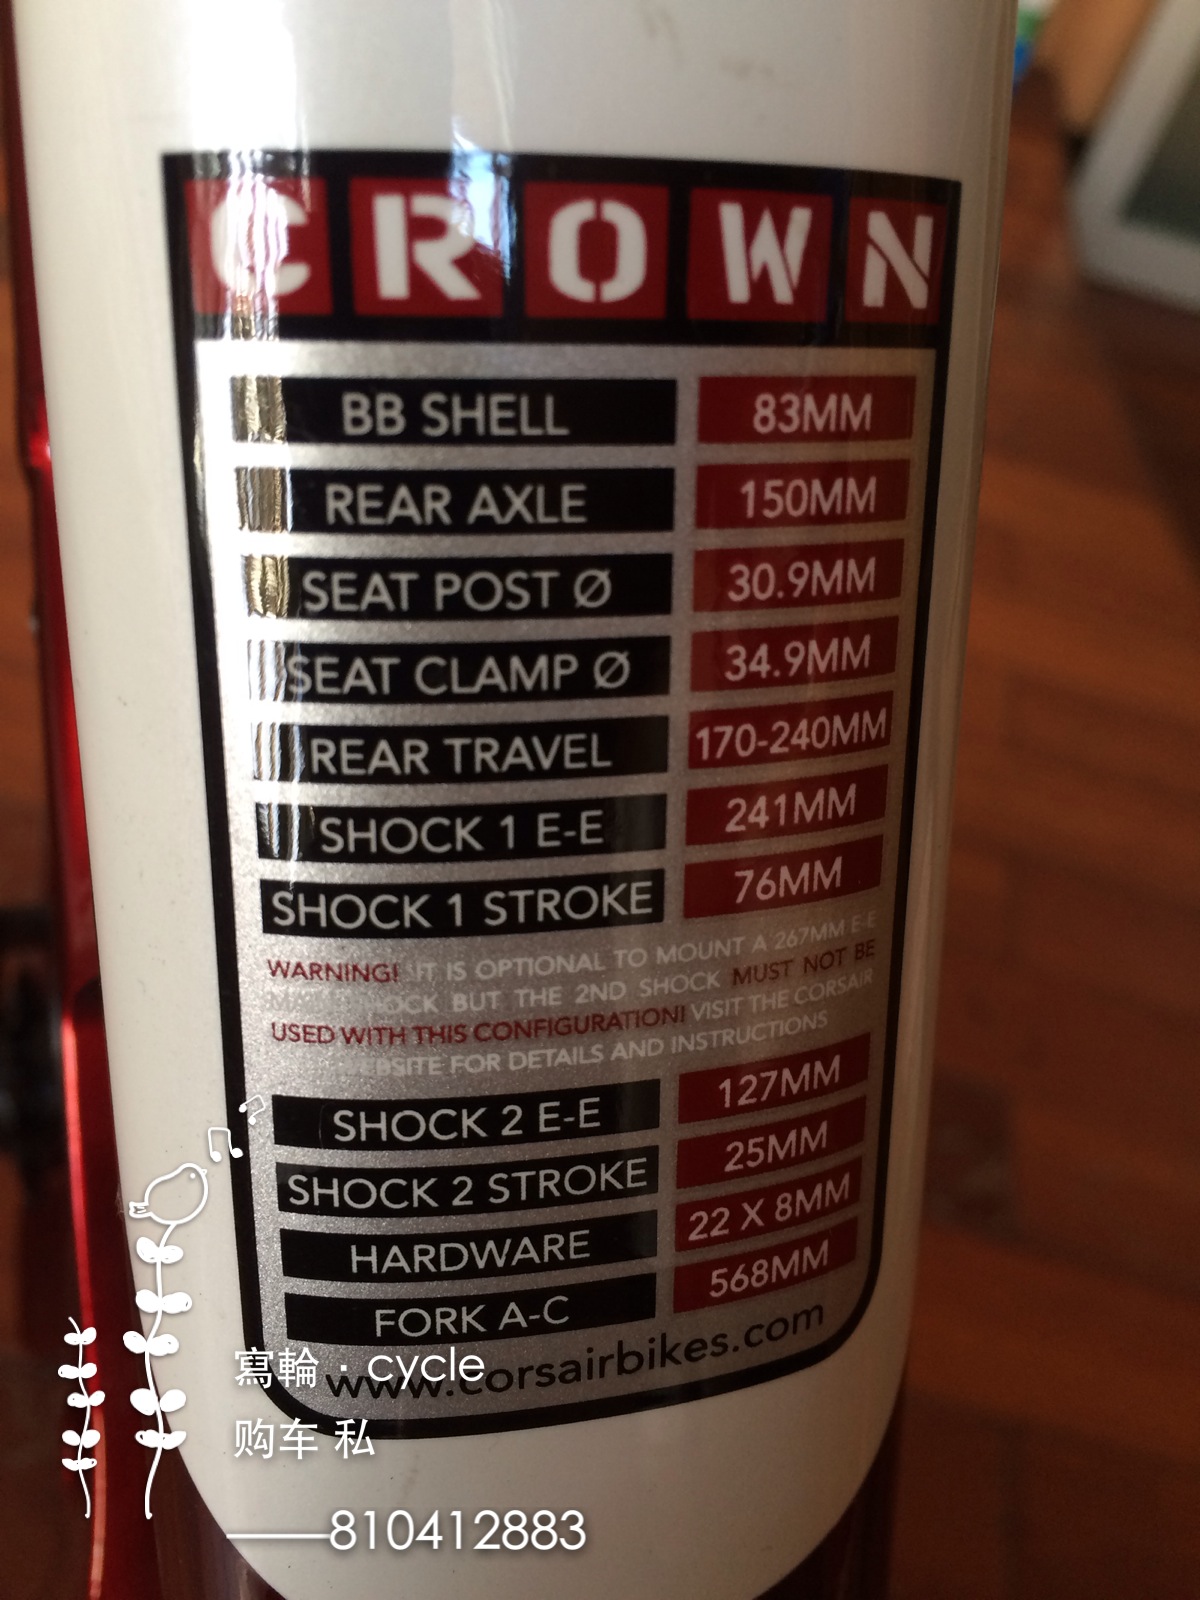 CROWN
BB SHELL 83MM
REAR AXLE 150MM
SEAT POST Ø 30.9MM
SEAT CLAMP Ø 34.9MM
REAR TRAVEL 170-240MM
SHOCK 1 E-E 241MM
SHOCK 1 STROKE 76MM
WARNING! IT IS OPTIONAL TO MOUNT A 267MM E-E
SHOCK BUT THE 2ND SHOCK MUST NOT BE
USED WITH THIS CONFIGURATION! VISIT THE CORSAIR
WEBSITE FOR DETAILS AND INSTRUCTIONS
SHOCK 2 E-E 127MM
SHOCK 2 STROKE 25MM
HARDWARE 22 X 8MM
FORK A-C 568MM
www.corsairbikes.com
寫輪·cycle
购车 私
——810412883